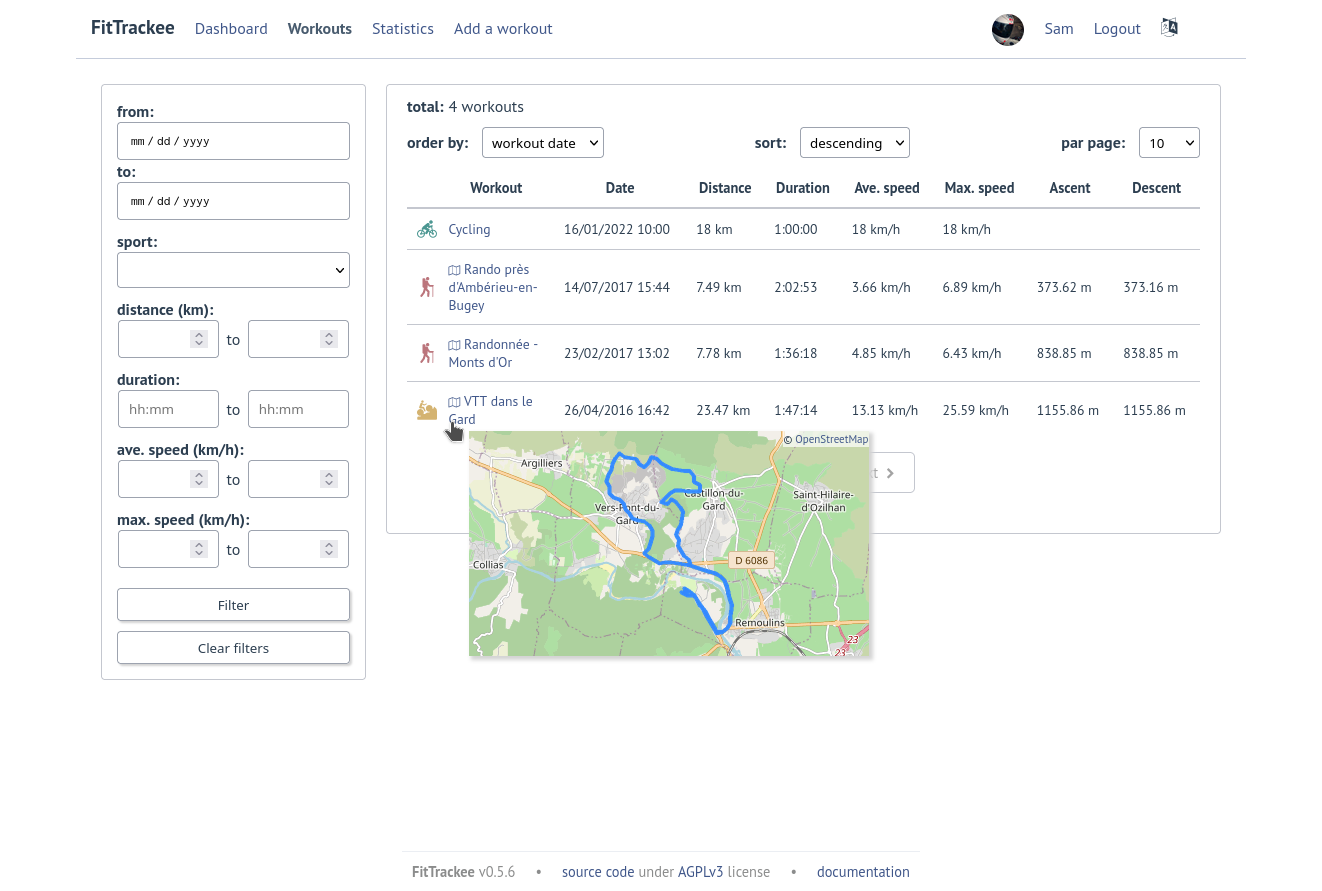 FitTrackee Dashboard Workouts Statistics Add a workout Sam Logout
from:
mm / dd / yyyy
to:
mm / dd / yyyy
sport:
distance (km):
to
duration:
hh:mm to hh:mm
ave. speed (km/h):
to
max. speed (km/h):
to
Filter
Clear filters
total: 4 workouts
order by: workout date sort: descending par page: 10
Workout Date Distance Duration Ave. speed Max. speed Ascent Descent
Cycling 16/01/2022 10:00 18 km 1:00:00 18 km/h 18 km/h
Rando près
d'Ambérieu-en-
Bugey
14/07/2017 15:44 7.49 km 2:02:53 3.66 km/h 6.89 km/h 373.62 m 373.16 m
Randonnée -
Monts d'Or
23/02/2017 13:02 7.78 km 1:36:18 4.85 km/h 6.43 km/h 838.85 m 838.85 m
VTT dans le
Gard
26/04/2016 16:42 23.47 km 1:47:14 13.13 km/h 25.59 km/h 1155.86 m 1155.86 m
© OpenStreetMap
Argilliers
Castillon-du-
Gard
Saint-Hilaire-
d'Ozilhan
Vers-Pont-du-
Gard
Collias
D 6086
Remoulins
23
23
FitTrackee v0.5.6 • source code under AGPLv3 license • documentation